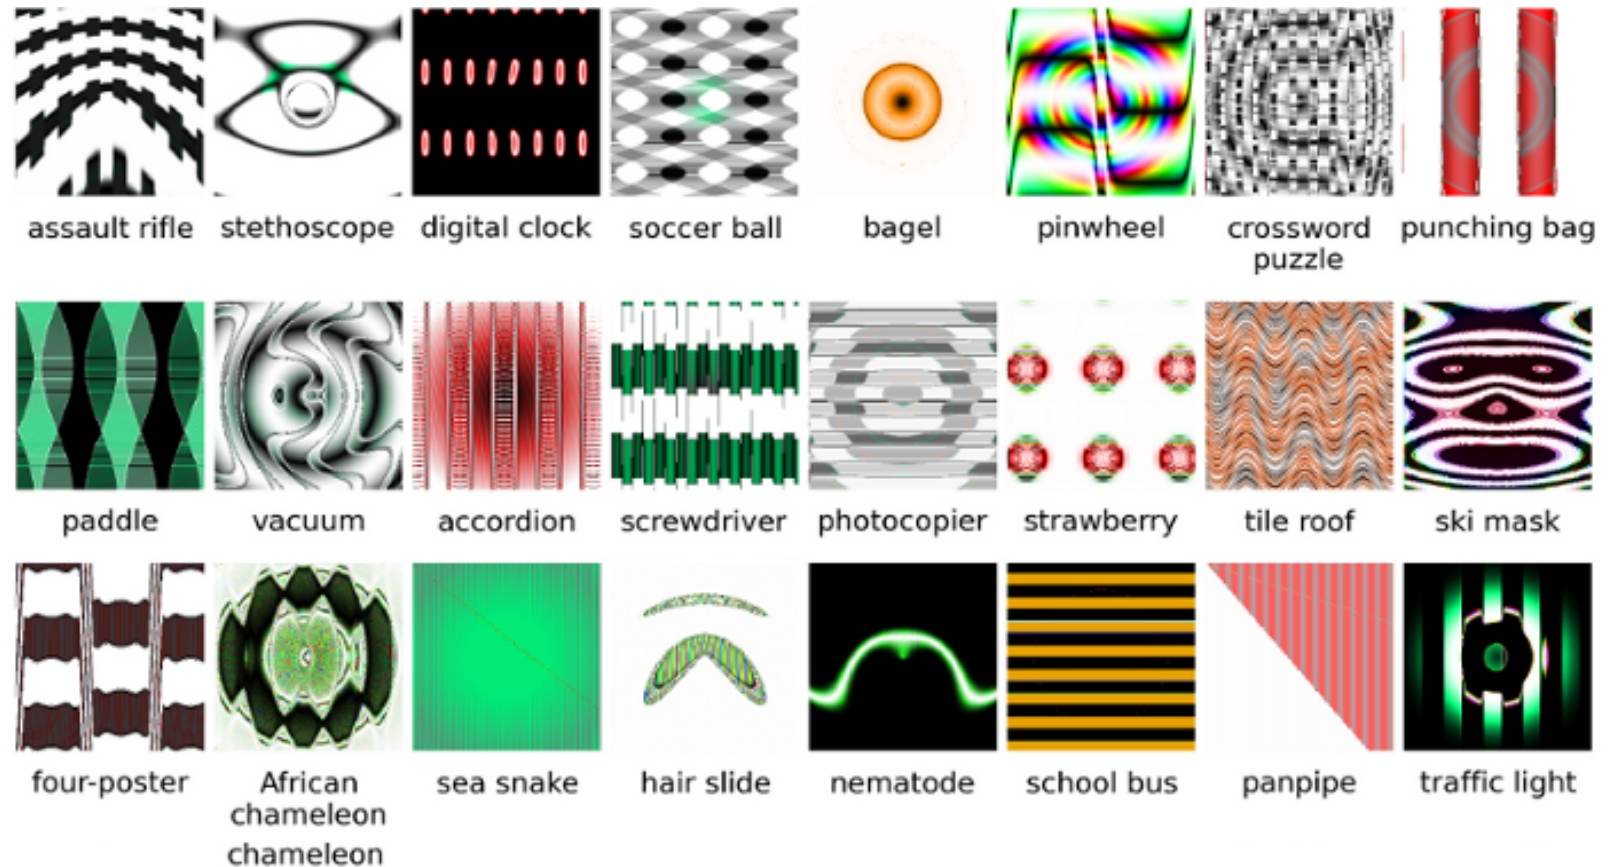 assault rifle
stethoscope
digital clock
soccer ball
bagel
pinwheel
crossword
puzzle
punching bag
paddle
vacuum
accordion
screwdriver
photocopier
strawberry
tile roof
ski mask
four-poster
African
chameleon
chameleon
sea snake
hair slide
nematode
school bus
panpipe
traffic light